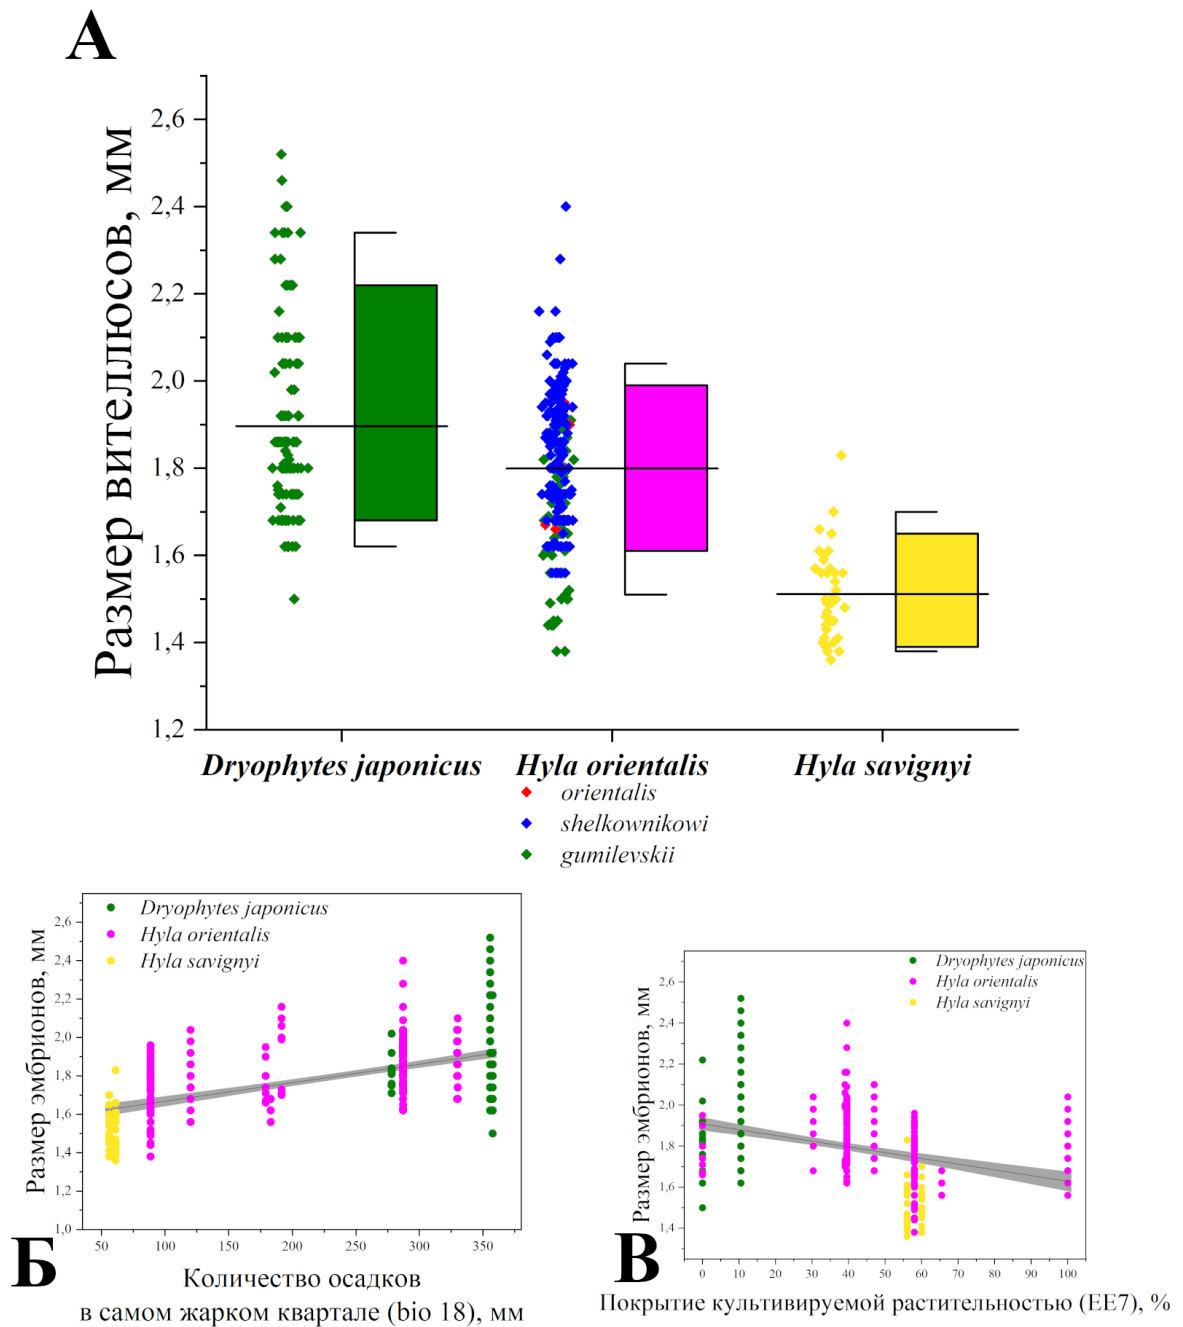 А
Размер вителлюсов, мм
2,6
2,4
2,2
2,0
1,8
1,6
1,4
1,2
Dryophytes japonicus
Hyla orientalis
Hyla savignyi
orientalis
shelkownikowi
gumilevskii
Б
Размер эмбрионов, мм
2,6
2,4
2,2
2,0
1,8
1,6
1,4
1,2
1,0
Dryophytes japonicus
Hyla orientalis
Hyla savignyi
50
100
150
200
250
300
350
Количество осадков
в самом жарком квартале (bio 18), мм
В
Размер эмбрионов, мм
2,6
2,4
2,2
2,0
1,8
1,6
1,4
Dryophytes japonicus
Hyla orientalis
Hyla savignyi
0
10
20
30
40
50
60
70
80
90
100
Покрытие культивируемой растительностью (EE7), %